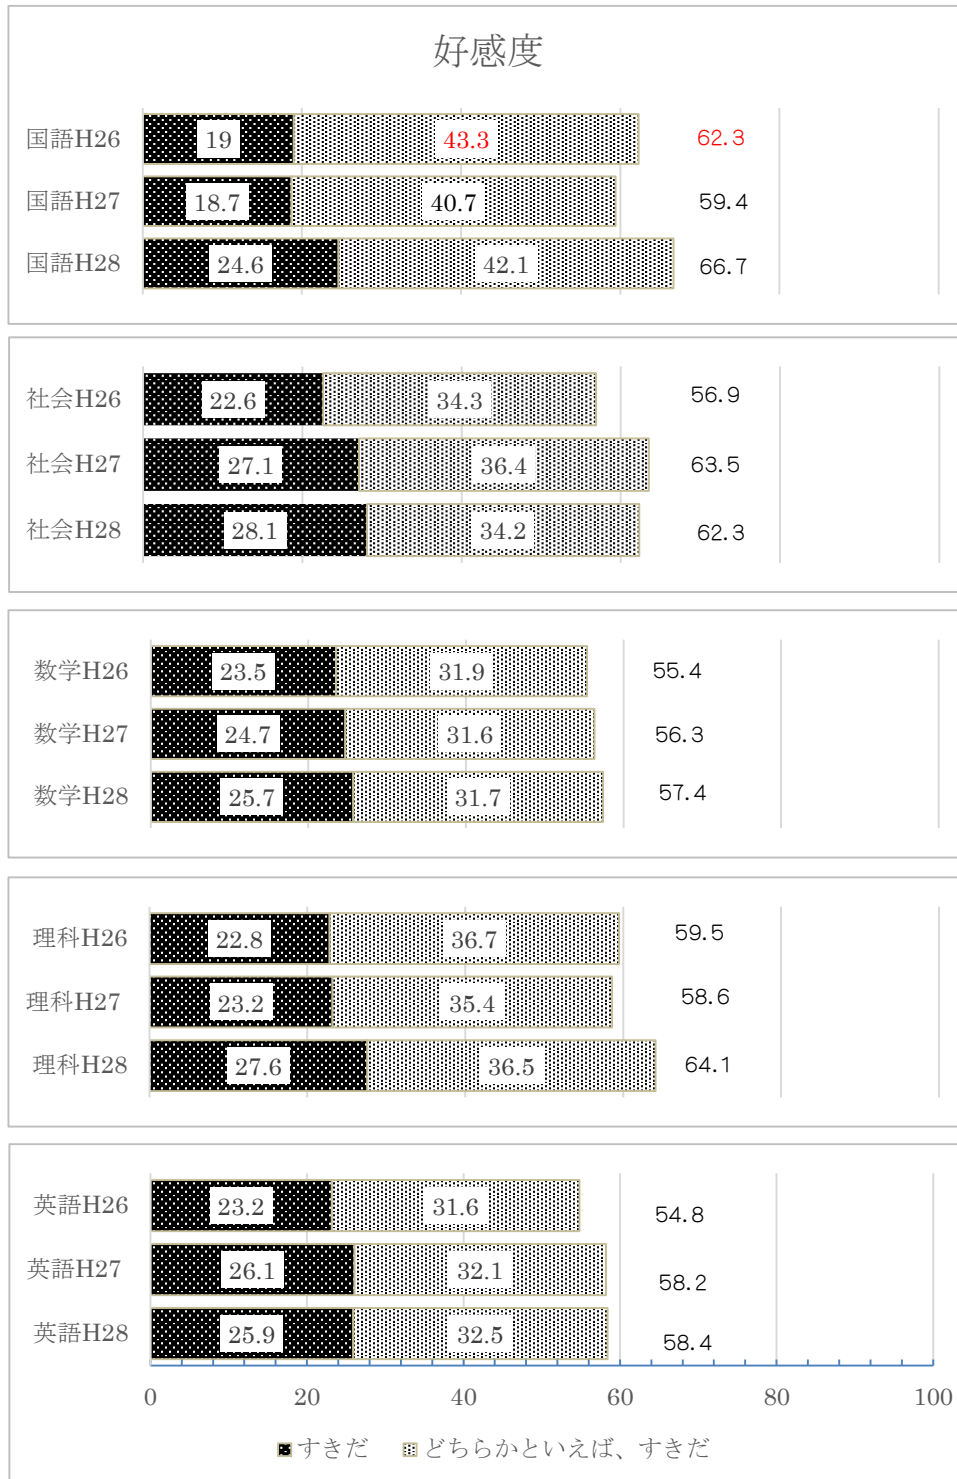 好感度
国語H26 19 43.3 62.3
国語H27 18.7 40.7 59.4
国語H28 24.6 42.1 66.7
社会H26 22.6 34.3 56.9
社会H27 27.1 36.4 63.5
社会H28 28.1 34.2 62.3
数学H26 23.5 31.9 55.4
数学H27 24.7 31.6 56.3
数学H28 25.7 31.7 57.4
理科H26 22.8 36.7 59.5
理科H27 23.2 35.4 58.6
理科H28 27.6 36.5 64.1
英語H26 23.2 31.6 54.8
英語H27 26.1 32.1 58.2
英語H28 25.9 32.5 58.4
0 20 40 60 80 100
すきだ どちらかといえば、すきだ